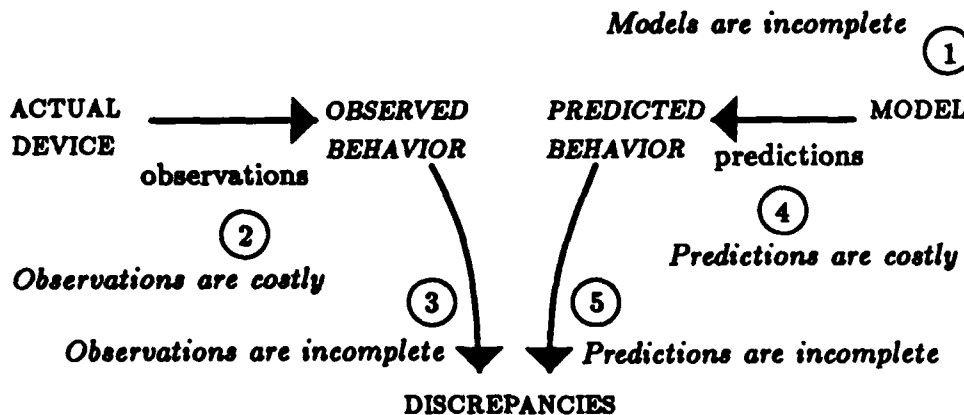 Models are incomplete
1
ACTUAL
DEVICE
OBSERVED
BEHAVIOR
PREDICTED
BEHAVIOR
MODEL
observations
predictions
2
4
Observations are costly
Predictions are costly
3
5
Observations are incomplete
Predictions are incomplete
DISCREPANCIES